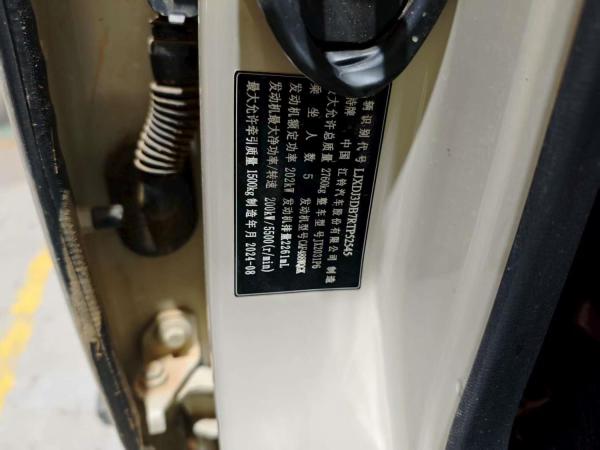 辆识别代号 LJXDJ3DB7RTP52545
牌 中国 江铃汽车股份有限公司 制造
大允许总质量 2760kg 整车型号 JX2031P6
乘坐人数 5 发动机型号
发动机额定功率 202kW 发动机排量 2261mL
发动机最大净功率/转速 200kW/5500(r/min)
最大允许牵引质量 1500kg 制造年月 2024-08